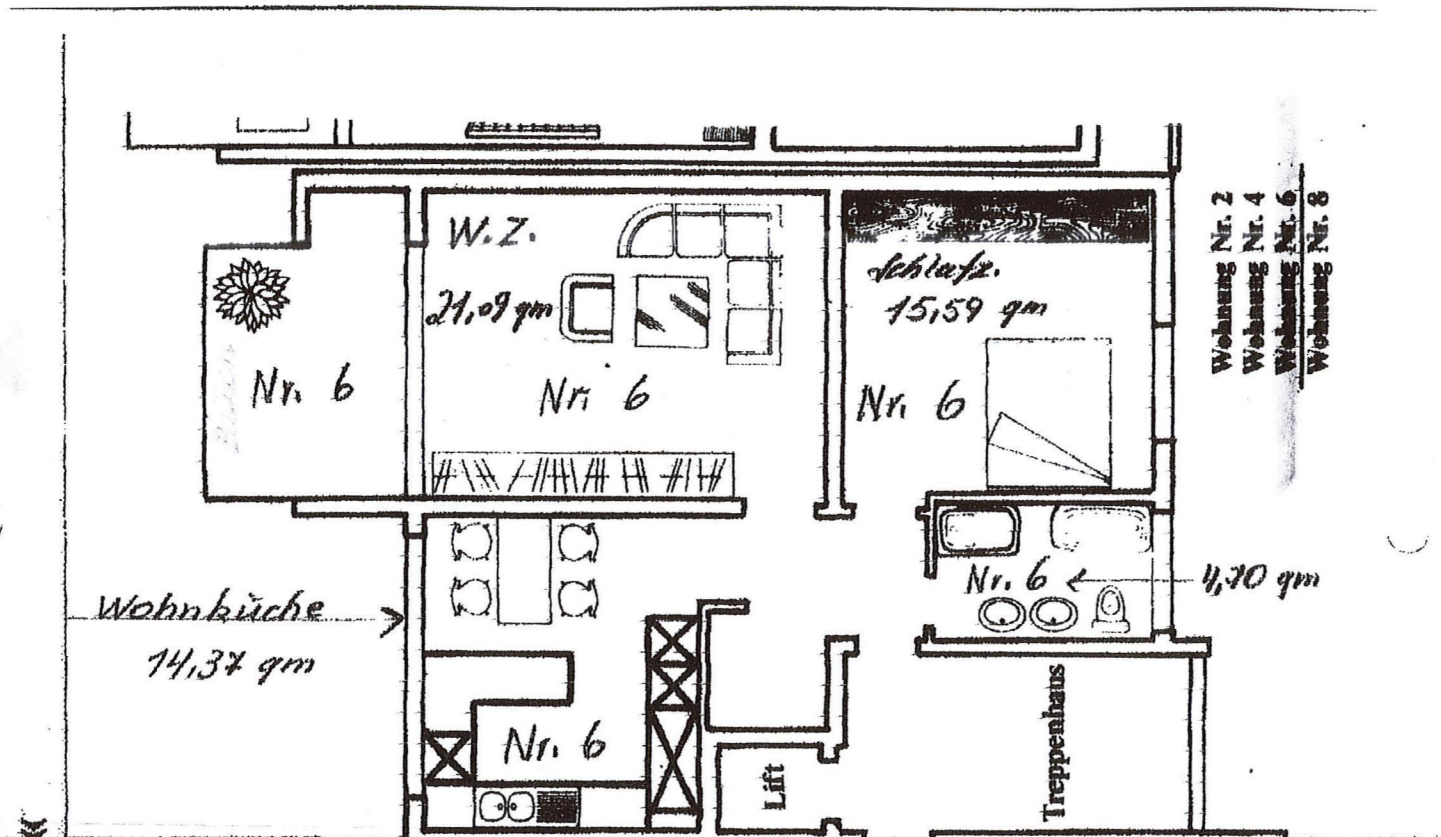 W.Z.
21,09 qm
Nr. 6
Nr. 6
Schlafz.
15,59 qm
Nr. 6
Wohnung Nr. 2
Wohnung Nr. 4
Wohnung Nr. 6
Wohnung Nr. 8
Wohnküche
14,37 qm
Nr. 6
Nr. 6
4,70 qm
Lift
Treppenhaus